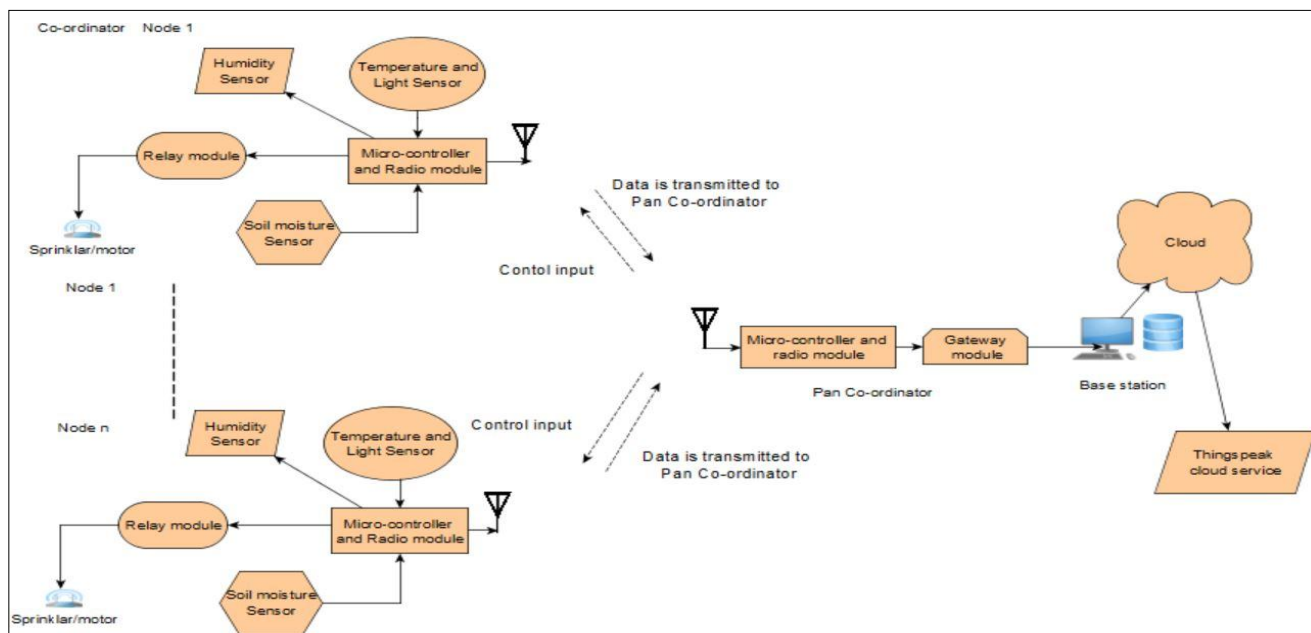 Co-ordinator Node 1
Humidity
Sensor
Temperature and
Light Sensor
Relay module
Micro-controller
and Radio module
Soil moisture
Sensor
Sprinklar/motor
Node 1
Data is transmitted to
Pan Co-ordinator
Contol input
Cloud
Micro-controller and
radio module
Gateway
module
Pan Co-ordinator
Base station
Thingspeak
cloud service
Node n
Humidity
Sensor
Temperature and
Light Sensor
Control input
Data is transmitted to
Pan Co-ordinator
Relay module
Micro-controller
and Radio module
Soil moisture
Sensor
Sprinklar/motor